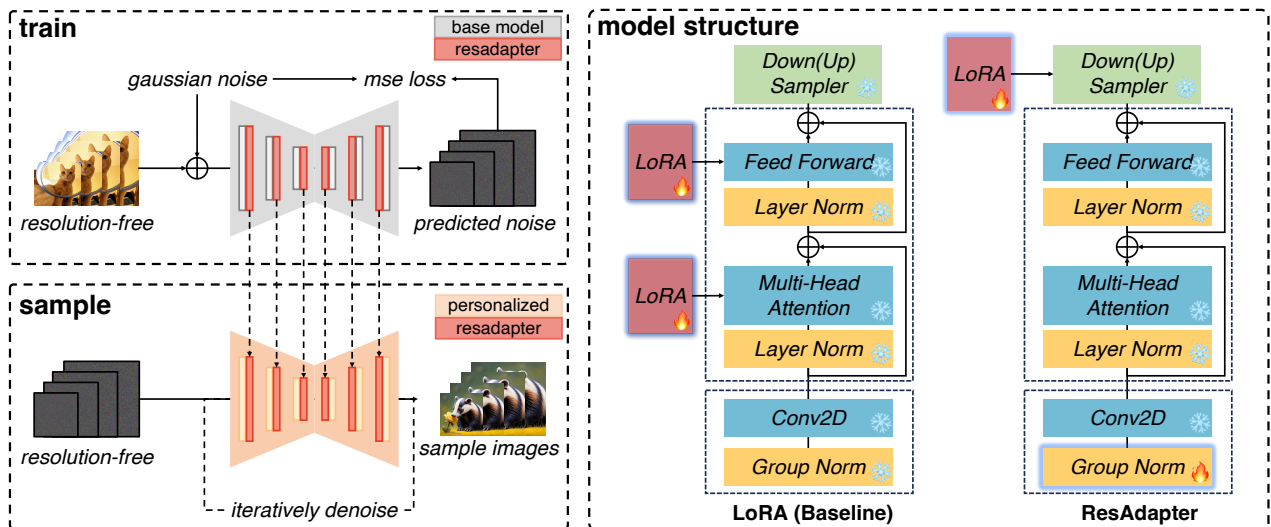 train
base model
resadapter
gaussian noise
mse loss
resolution-free
predicted noise
sample
personalized
resadapter
resolution-free
sample images
iteratively denoise
model structure
Down(Up)
Sampler
LoRA
Feed Forward
Layer Norm
LoRA
Multi-Head
Attention
Layer Norm
Conv2D
Group Norm
LoRA (Baseline)
LoRA
Down(Up)
Sampler
Feed Forward
Layer Norm
Multi-Head
Attention
Layer Norm
Conv2D
Group Norm
ResAdapter